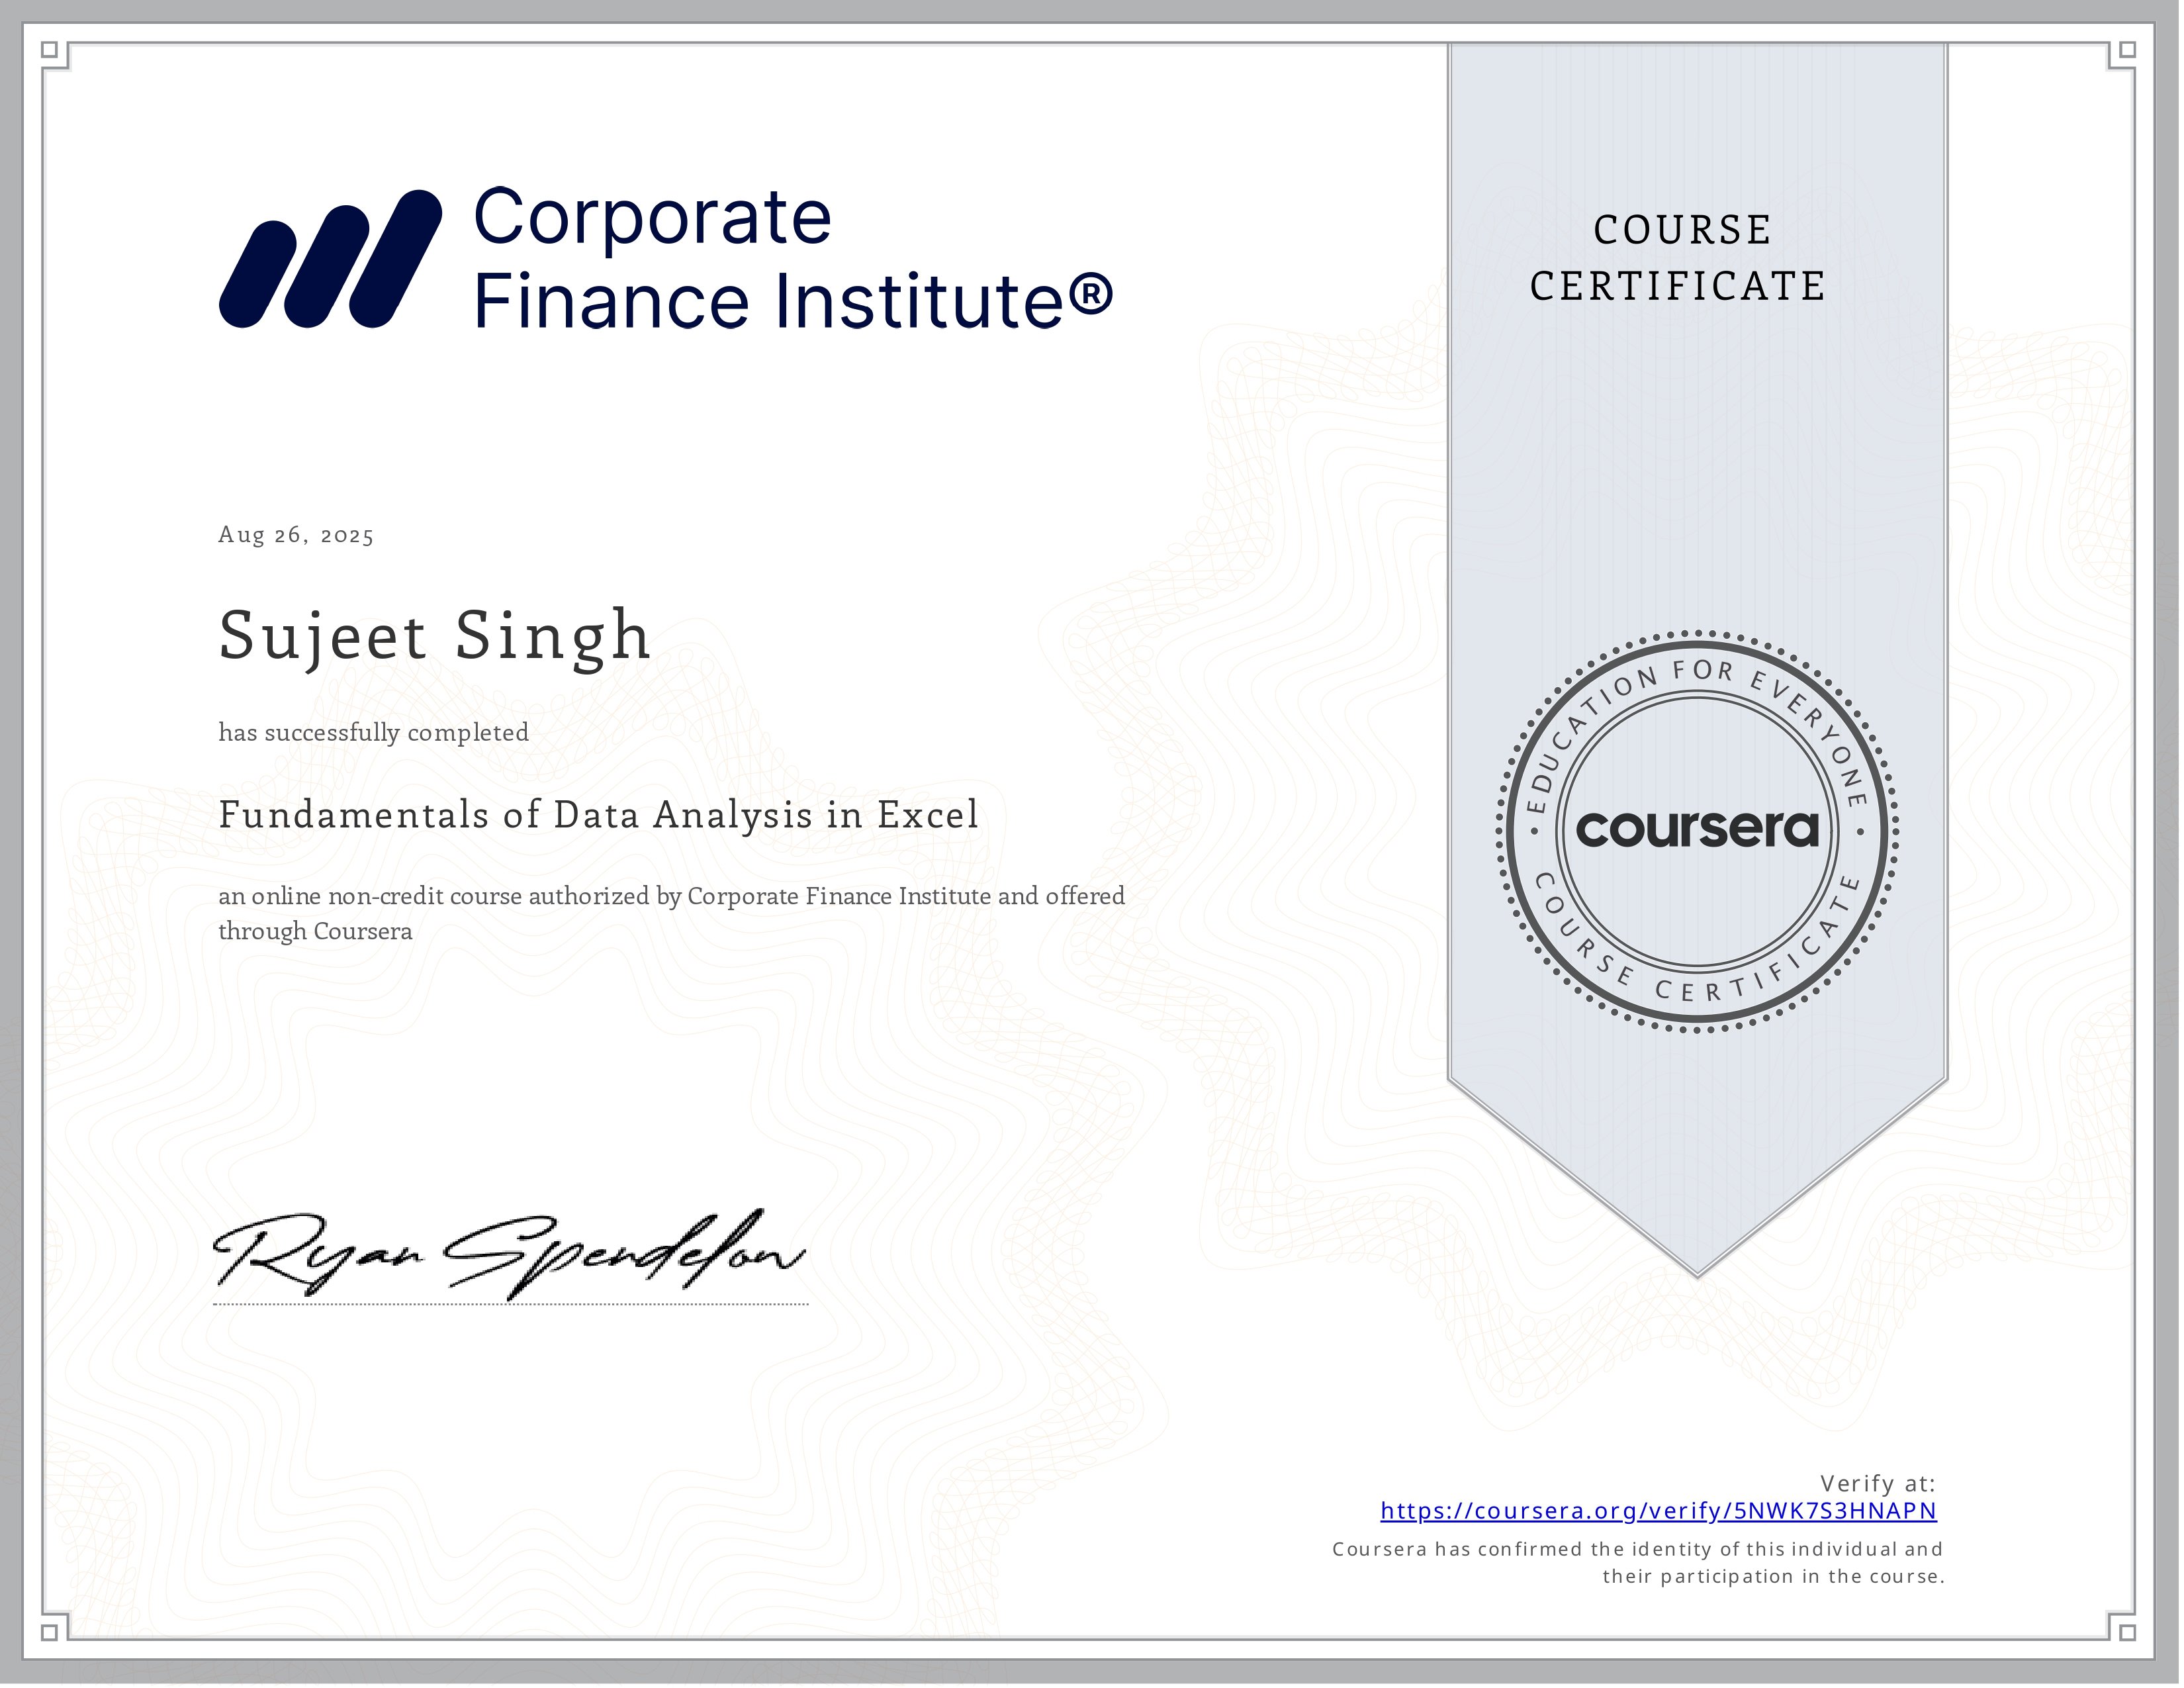 Corporate
Finance Institute®
COURSE
CERTIFICATE
Aug 26, 2025
Sujeet Singh
has successfully completed
Fundamentals of Data Analysis in Excel
an online non-credit course authorized by Corporate Finance Institute and offered
through Coursera
EDUCATION FOR EVERYONE
coursera
COURSE CERTIFICATE
Ryan Spendelow
Verify at:
https://coursera.org/verify/5NWK7S3HNAPN
Coursera has confirmed the identity of this individual and
their participation in the course.